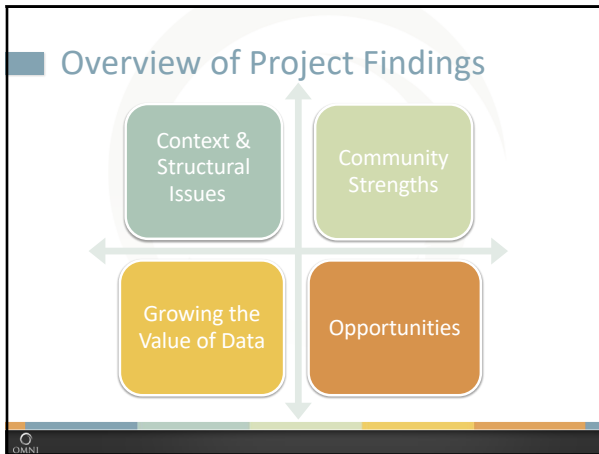 Overview of Project Findings
Context &
Structural
Issues
Community
Strengths
Growing the
Value of Data
Opportunities
OMNI